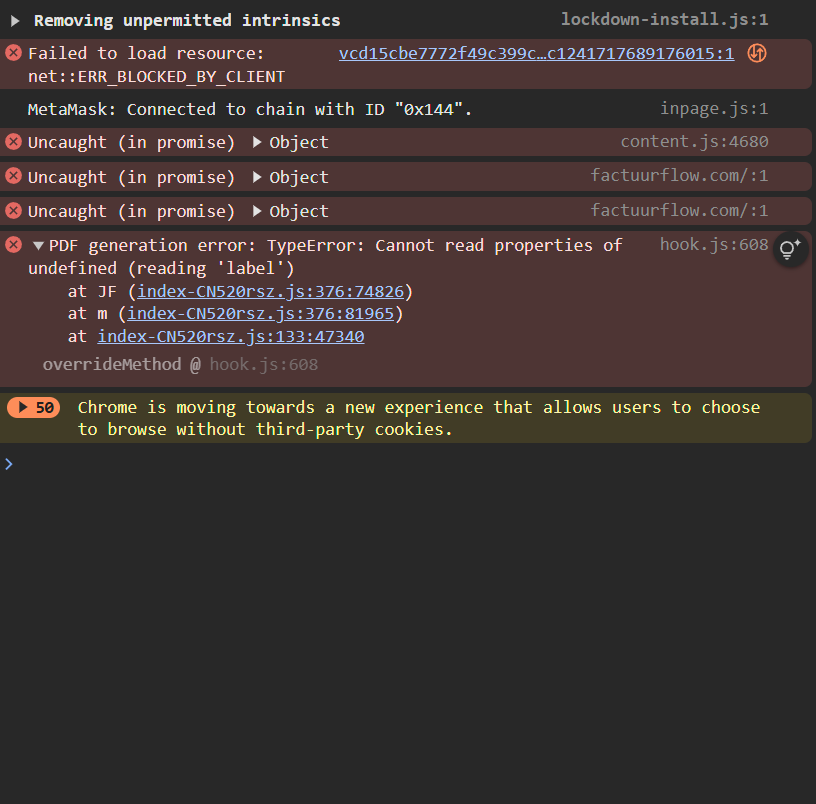 Removing unpermitted intrinsics lockdown-install.js:1
Failed to load resource: vcd15cbe7772f49c399c…c1241717689176015:1
net::ERR_BLOCKED_BY_CLIENT
MetaMask: Connected to chain with ID "0x144". inpage.js:1
Uncaught (in promise) ▶ Object content.js:4680
Uncaught (in promise) ▶ Object factuurflow.com/:1
Uncaught (in promise) ▶ Object factuurflow.com/:1
PDF generation error: TypeError: Cannot read properties of hook.js:608
undefined (reading 'label')
at JF (index-CN520rsz.js:376:74826)
at m (index-CN520rsz.js:376:81965)
at index-CN520rsz.js:133:47340
overrideMethod @ hook.js:608
50 Chrome is moving towards a new experience that allows users to choose
to browse without third-party cookies.